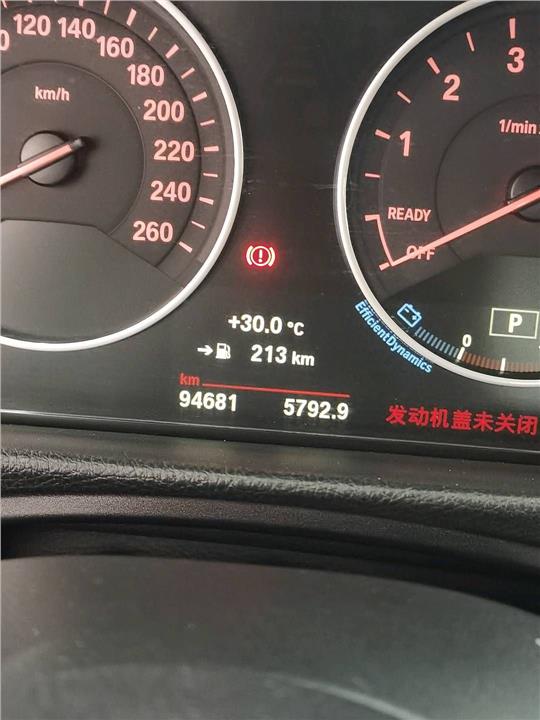 0
120
140
160
180
200
220
240
260
km/h
3
2
1
1/min
READY
OFF
+30.0 °C
→ 213 km
km
94681 5792.9
EfficientDynamics
0
P
发动机盖未关闭